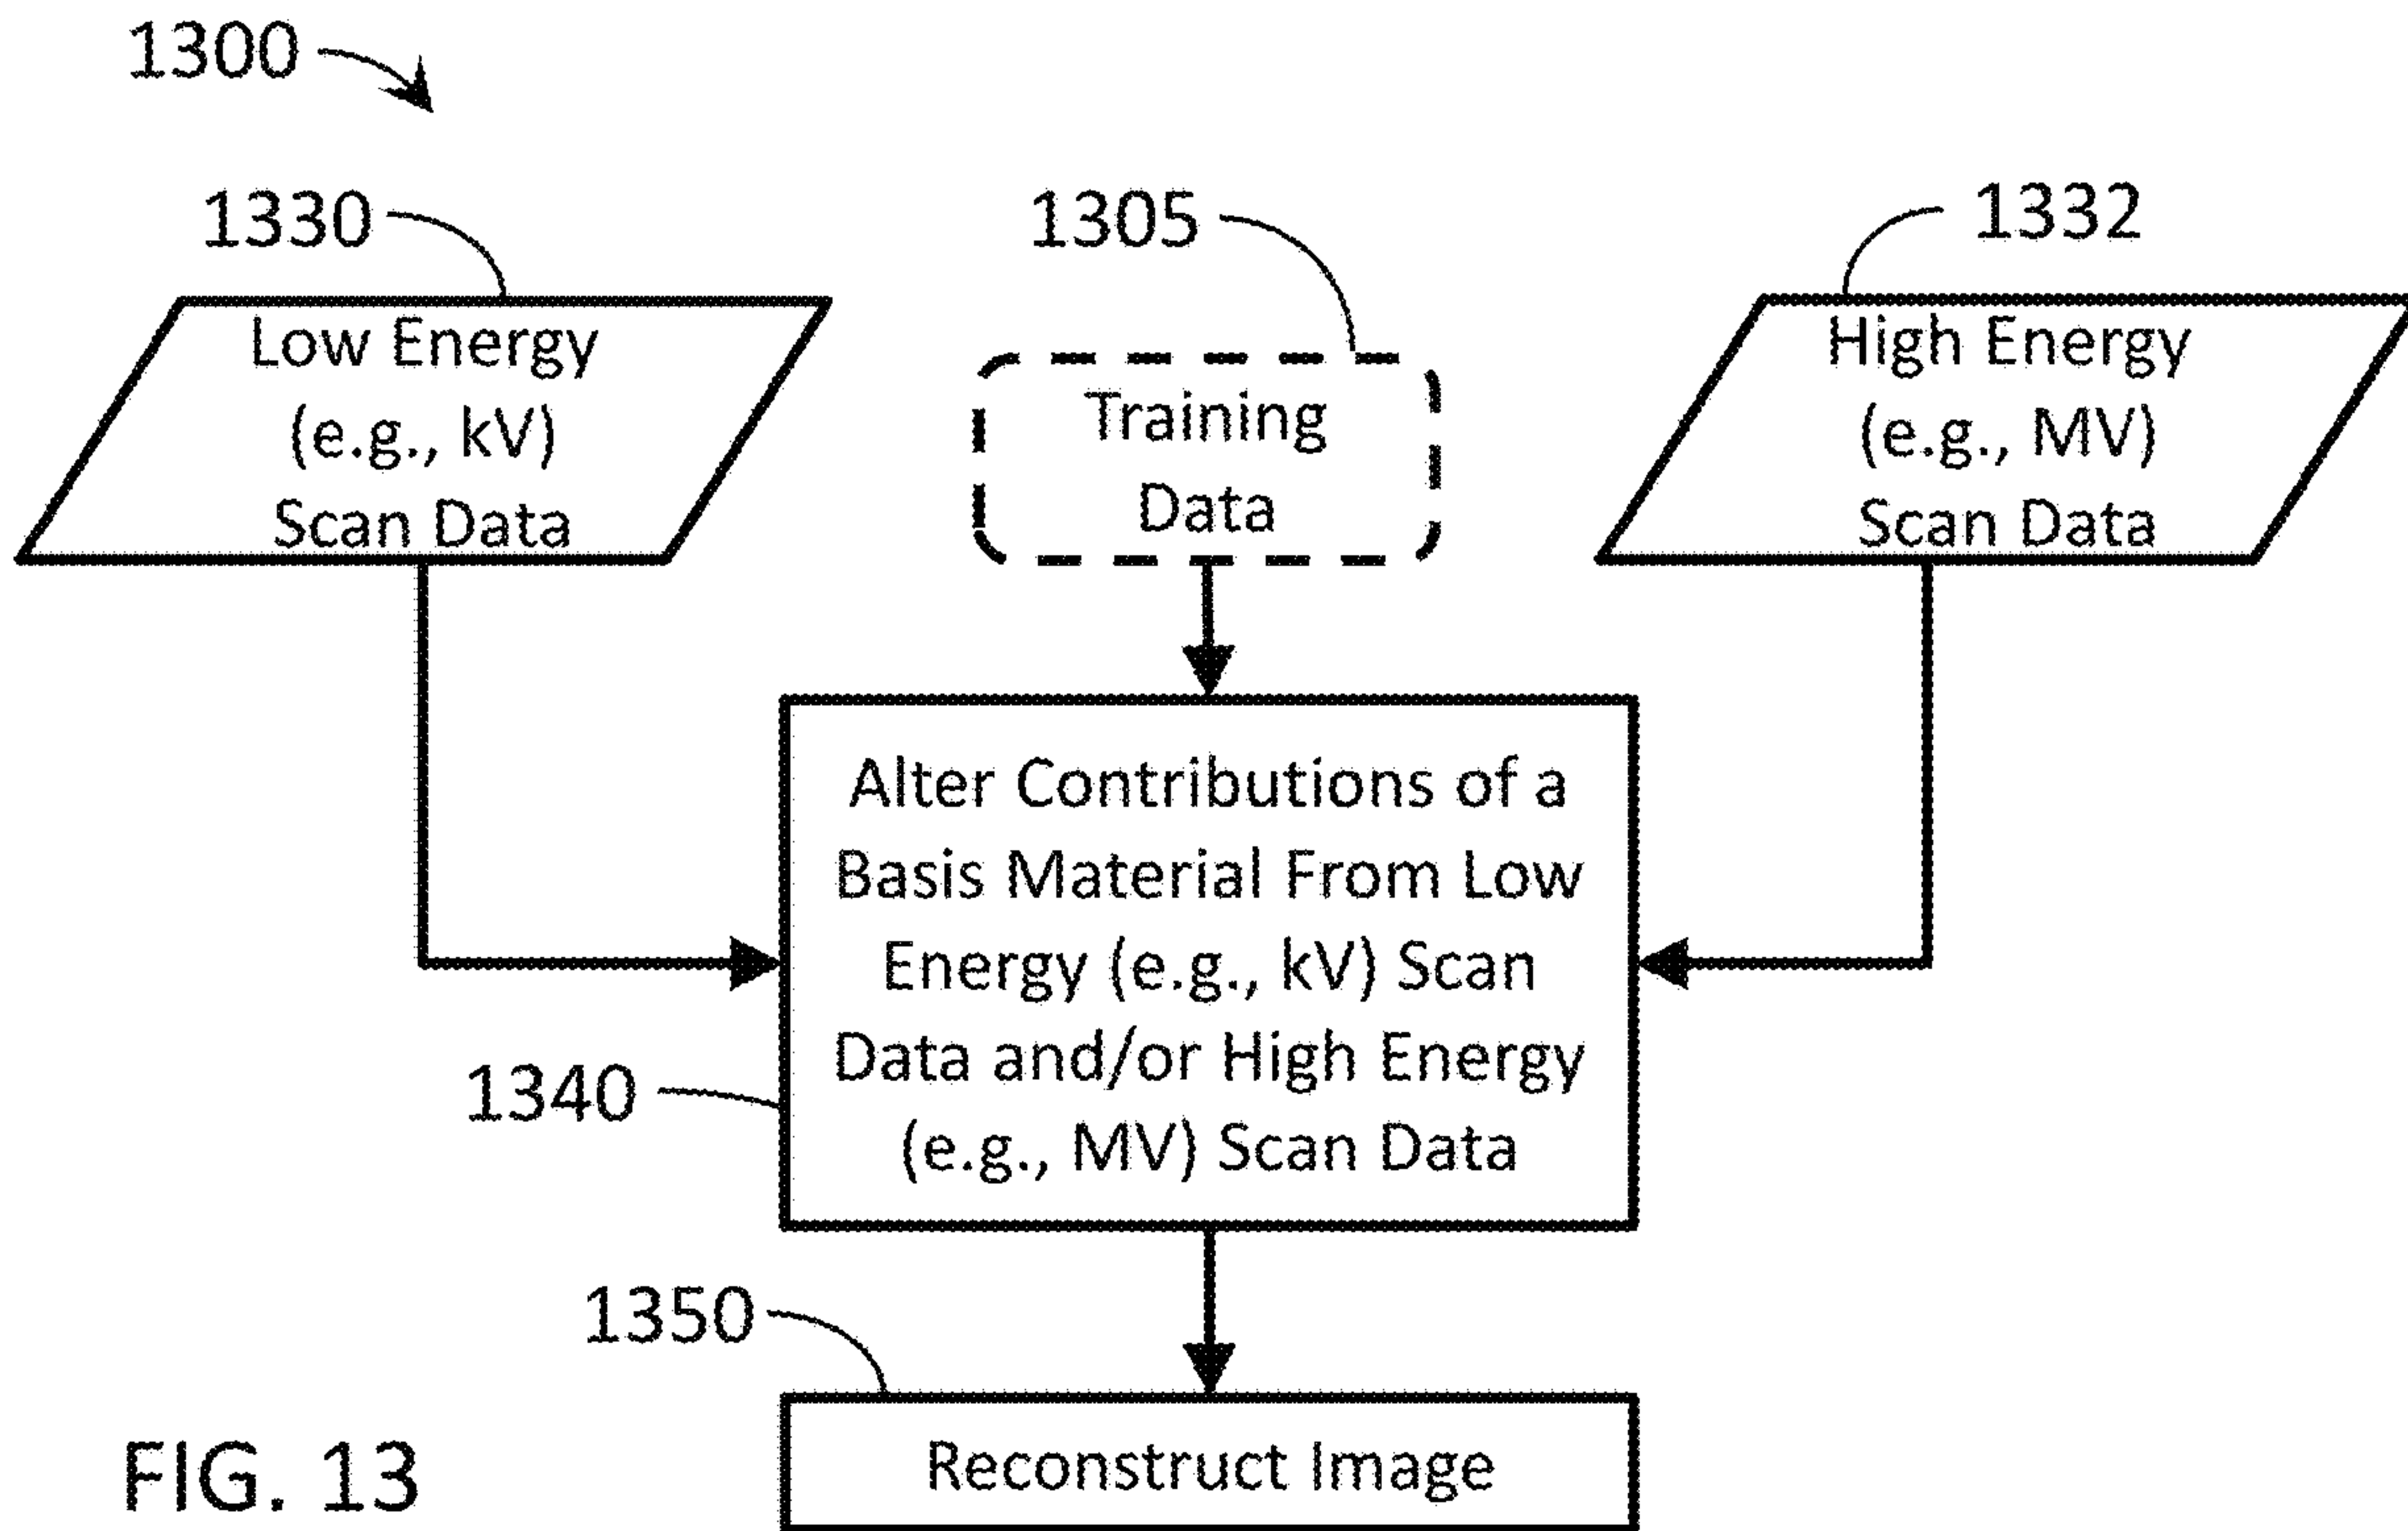 1300
1330
1305
1332
Low Energy
(e.g., kV)
Scan Data
Training
Data
High Energy
(e.g., MV)
Scan Data
Alter Contributions of a
Basis Material From Low
Energy (e.g., kV) Scan
Data and/or High Energy
(e.g., MV) Scan Data
1340
1350
Reconstruct Image
FIG. 13